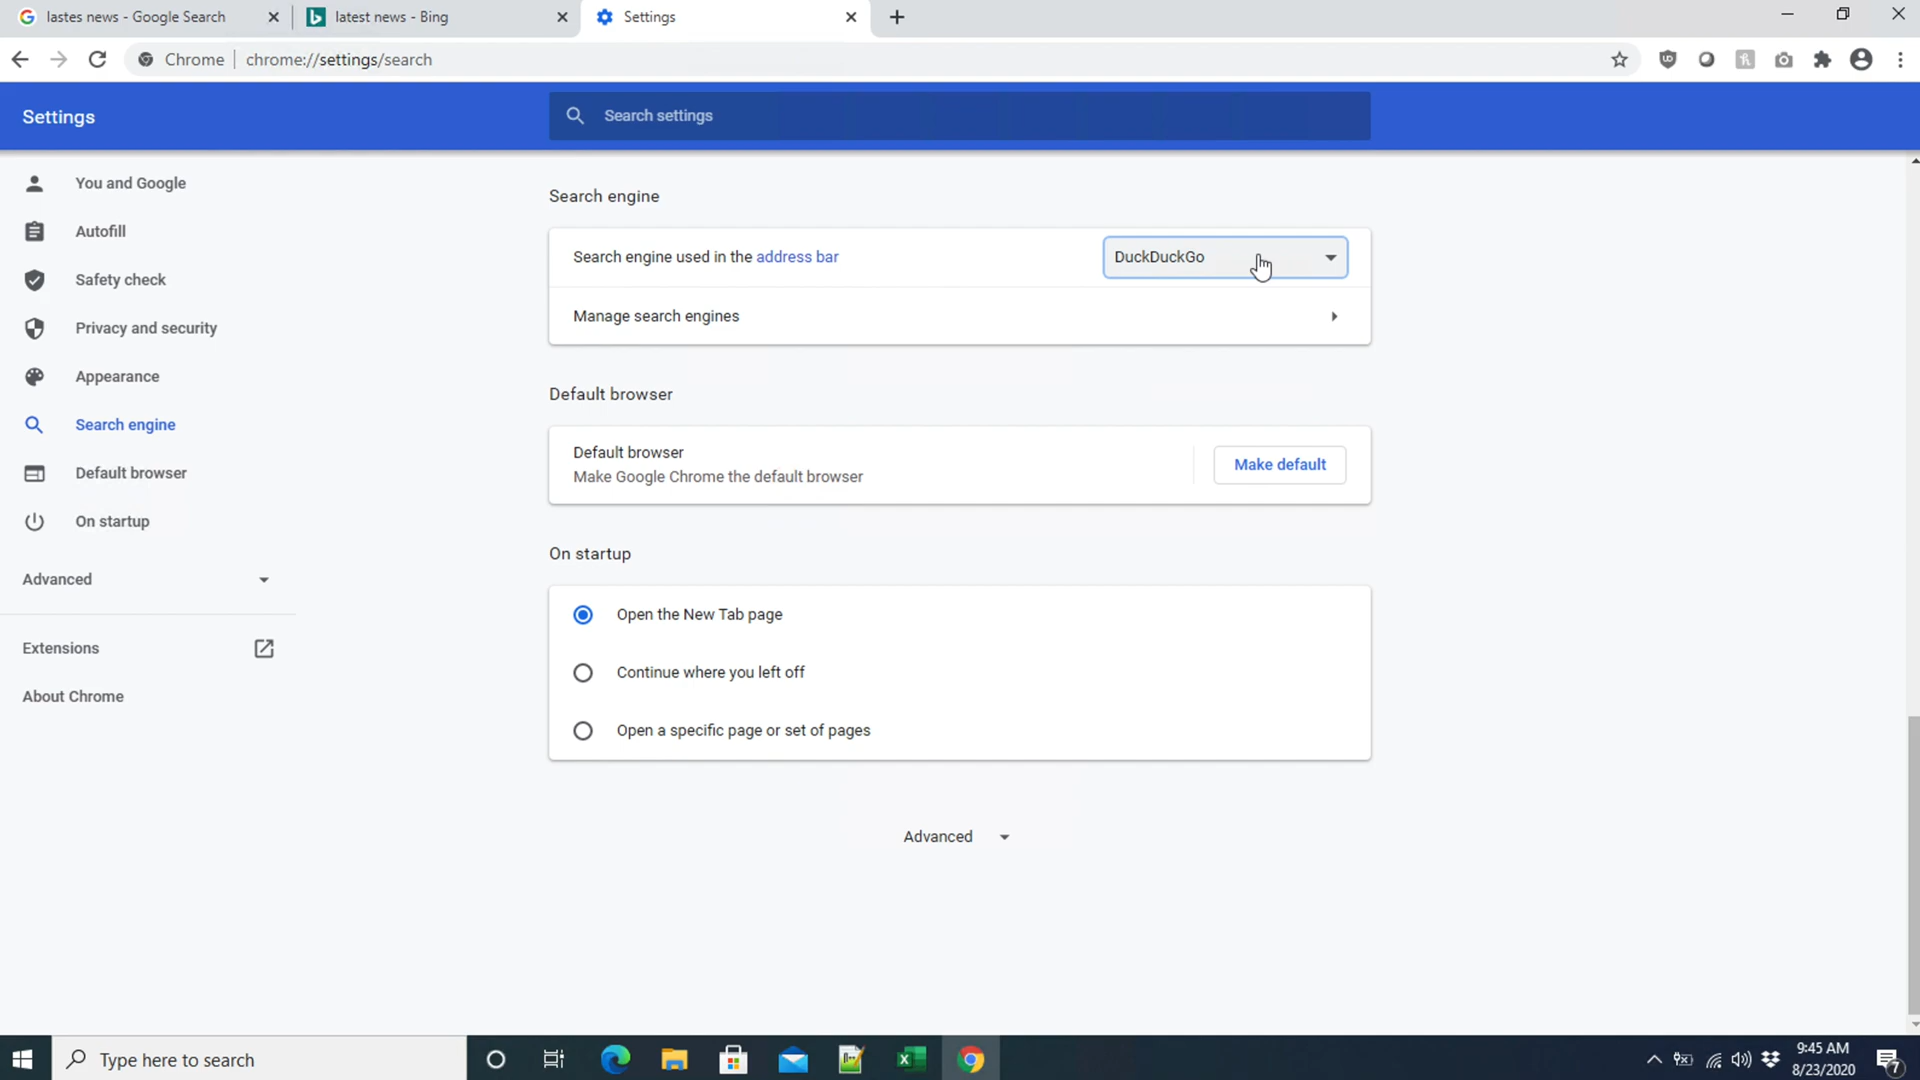 lastes news - Google Search
latest news - Bing
Settings
Chrome
chrome://settings/search
Settings
Search settings
You and Google
Autofill
Safety check
Privacy and security
Appearance
Search engine
Default browser
On startup
Advanced
Extensions
About Chrome
Search engine
Search engine used in the address bar
DuckDuckGo
Manage search engines
Default browser
Default browser
Make Google Chrome the default browser
Make default
On startup
Open the New Tab page
Continue where you left off
Open a specific page or set of pages
Advanced
Type here to search
9:45 AM
8/23/2020
7